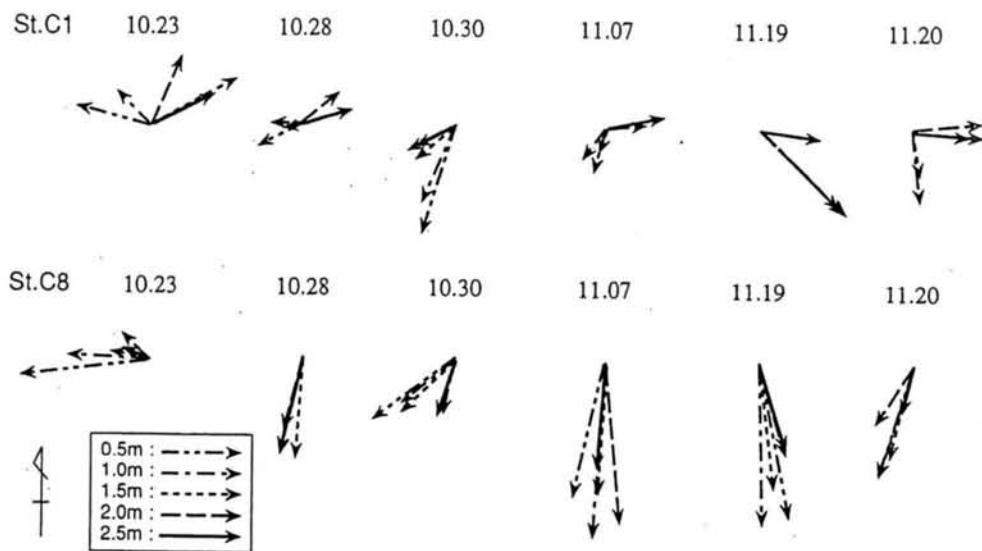 St.C1 10.23 10.28 10.30 11.07 11.19 11.20
St.C8 10.23 10.28 10.30 11.07 11.19 11.20
0.5m :
1.0m :
1.5m :
2.0m :
2.5m :